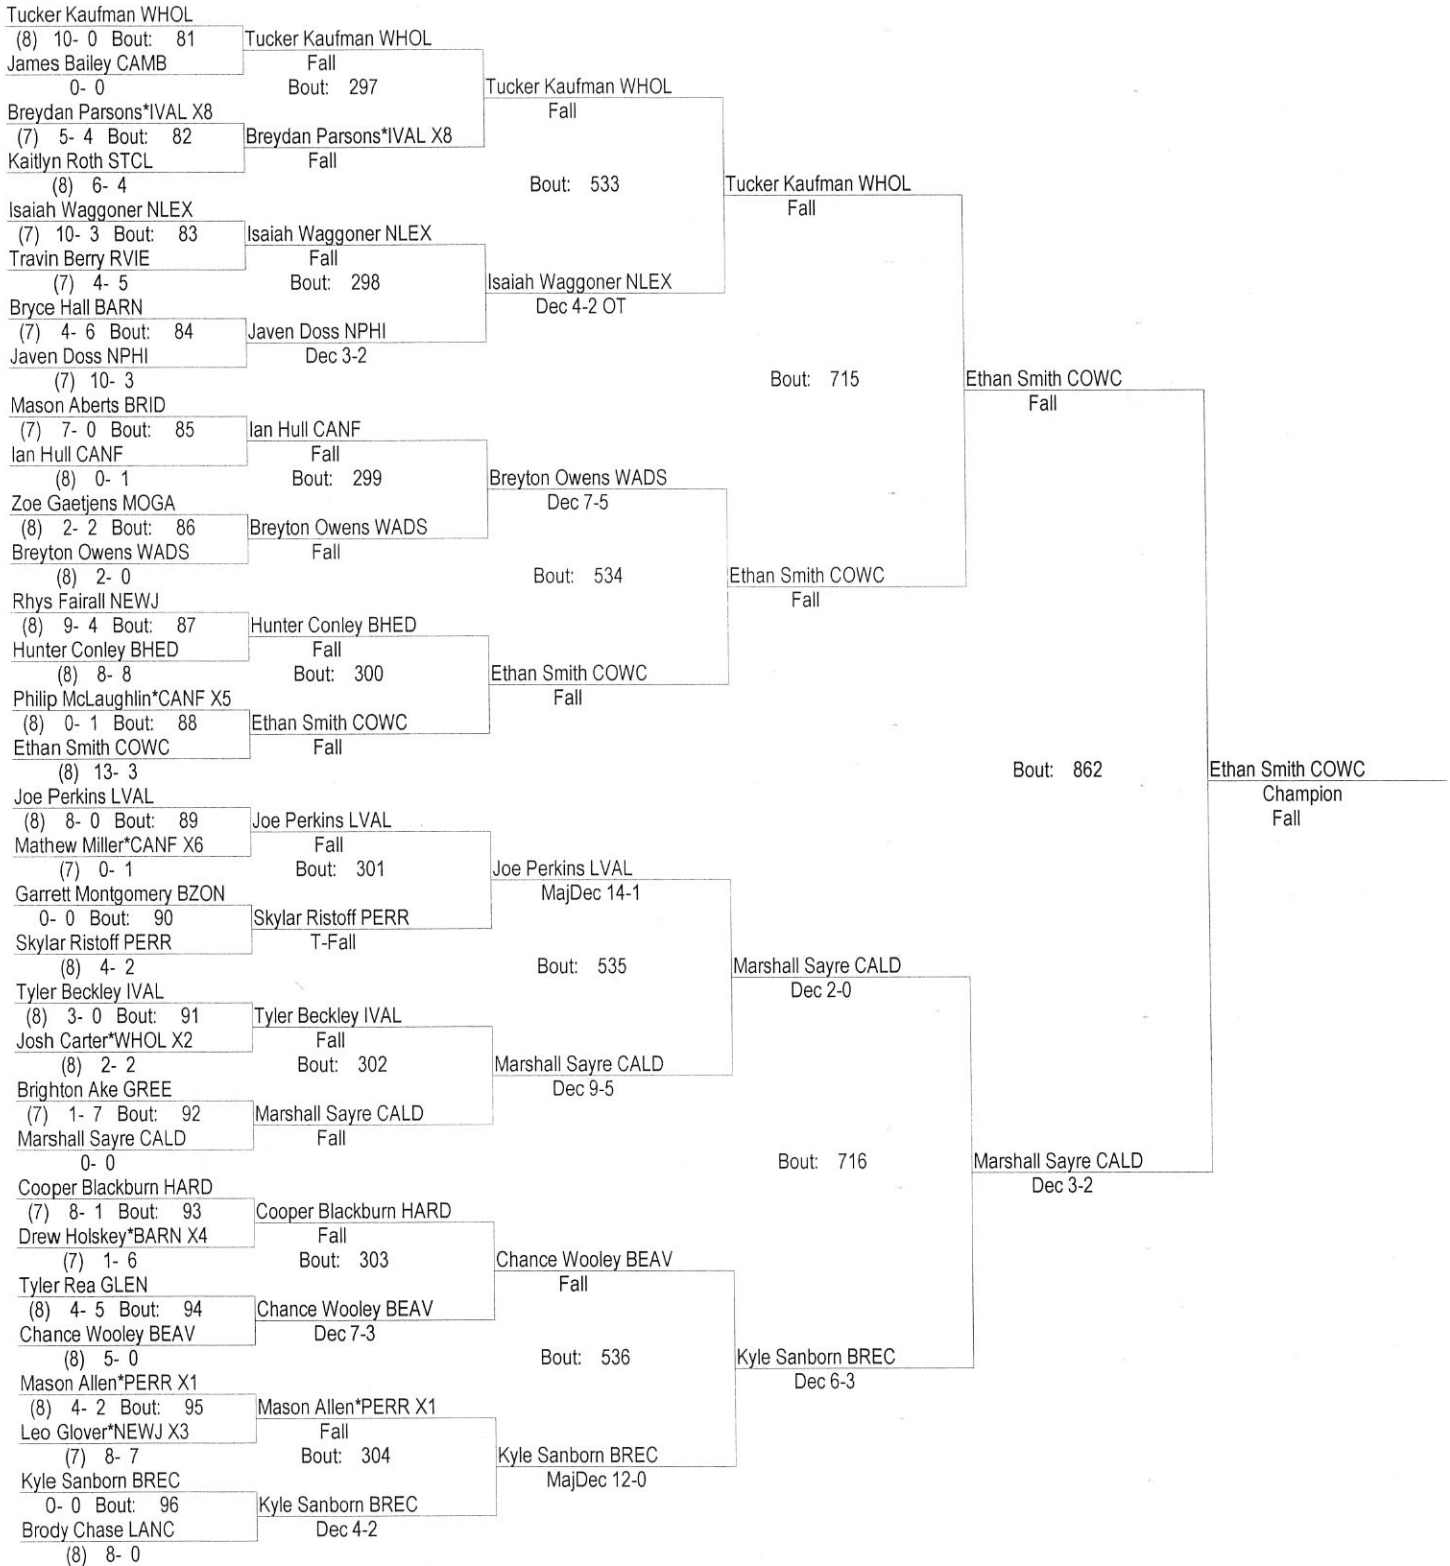 Tucker Kaufman WHOL
(8) 10- 0 Bout: 81
James Bailey CAMB
0- 0
Breydan Parsons*IVAL X8
(7) 5- 4 Bout: 82
Kaitlyn Roth STCL
(8) 6- 4
Isaiah Waggoner NLEX
(7) 10- 3 Bout: 83
Travin Berry RVIE
(7) 4- 5
Bryce Hall BARN
(7) 4- 6 Bout: 84
Javen Doss NPHI
(7) 10- 3
Mason Aberts BRID
(7) 7- 0 Bout: 85
Ian Hull CANF
(8) 0- 1
Zoe Gaetjens MOGA
(8) 2- 2 Bout: 86
Breyton Owens WADS
(8) 2- 0
Rhys Fairall NEWJ
(8) 9- 4 Bout: 87
Hunter Conley BHED
(8) 8- 8
Philip McLaughlin*CANF X5
(8) 0- 1 Bout: 88
Ethan Smith COWC
(8) 13- 3
Joe Perkins LVAL
(8) 8- 0 Bout: 89
Mathew Miller*CANF X6
(7) 0- 1
Garrett Montgomery BZON
0- 0 Bout: 90
Skylar Ristoff PERR
(8) 4- 2
Tyler Beckley IVAL
(8) 3- 0 Bout: 91
Josh Carter*WHOL X2
(8) 2- 2
Brighton Ake GREE
(7) 1- 7 Bout: 92
Marshall Sayre CALD
0- 0
Cooper Blackburn HARD
(7) 8- 1 Bout: 93
Drew Holskey*BARN X4
(7) 1- 6
Tyler Rea GLEN
(8) 4- 5 Bout: 94
Chance Wooley BEAV
(8) 5- 0
Mason Allen*PERR X1
(8) 4- 2 Bout: 95
Leo Glover*NEWJ X3
(7) 8- 7
Kyle Sanborn BREC
0- 0 Bout: 96
Brody Chase LANC
(8) 8- 0
Tucker Kaufman WHOL
Fall
Bout: 297
Breydan Parsons*IVAL X8
Fall
Isaiah Waggoner NLEX
Fall
Bout: 298
Javen Doss NPHI
Dec 3-2
Ian Hull CANF
Fall
Bout: 299
Breyton Owens WADS
Fall
Hunter Conley BHED
Fall
Bout: 300
Ethan Smith COWC
Fall
Joe Perkins LVAL
Fall
Bout: 301
Skylar Ristoff PERR
T-Fall
Tyler Beckley IVAL
Fall
Bout: 302
Marshall Sayre CALD
Fall
Cooper Blackburn HARD
Fall
Bout: 303
Chance Wooley BEAV
Dec 7-3
Mason Allen*PERR X1
Fall
Bout: 304
Kyle Sanborn BREC
Dec 4-2
Tucker Kaufman WHOL
Fall
Bout: 533
Isaiah Waggoner NLEX
Dec 4-2 OT
Breyton Owens WADS
Dec 7-5
Bout: 534
Ethan Smith COWC
Fall
Joe Perkins LVAL
MajDec 14-1
Bout: 535
Marshall Sayre CALD
Dec 9-5
Chance Wooley BEAV
Fall
Bout: 536
Kyle Sanborn BREC
MajDec 12-0
Tucker Kaufman WHOL
Fall
Bout: 715
Ethan Smith COWC
Fall
Marshall Sayre CALD
Dec 2-0
Bout: 716
Kyle Sanborn BREC
Dec 6-3
Ethan Smith COWC
Fall
Bout: 862
Marshall Sayre CALD
Dec 3-2
Ethan Smith COWC
Champion
Fall